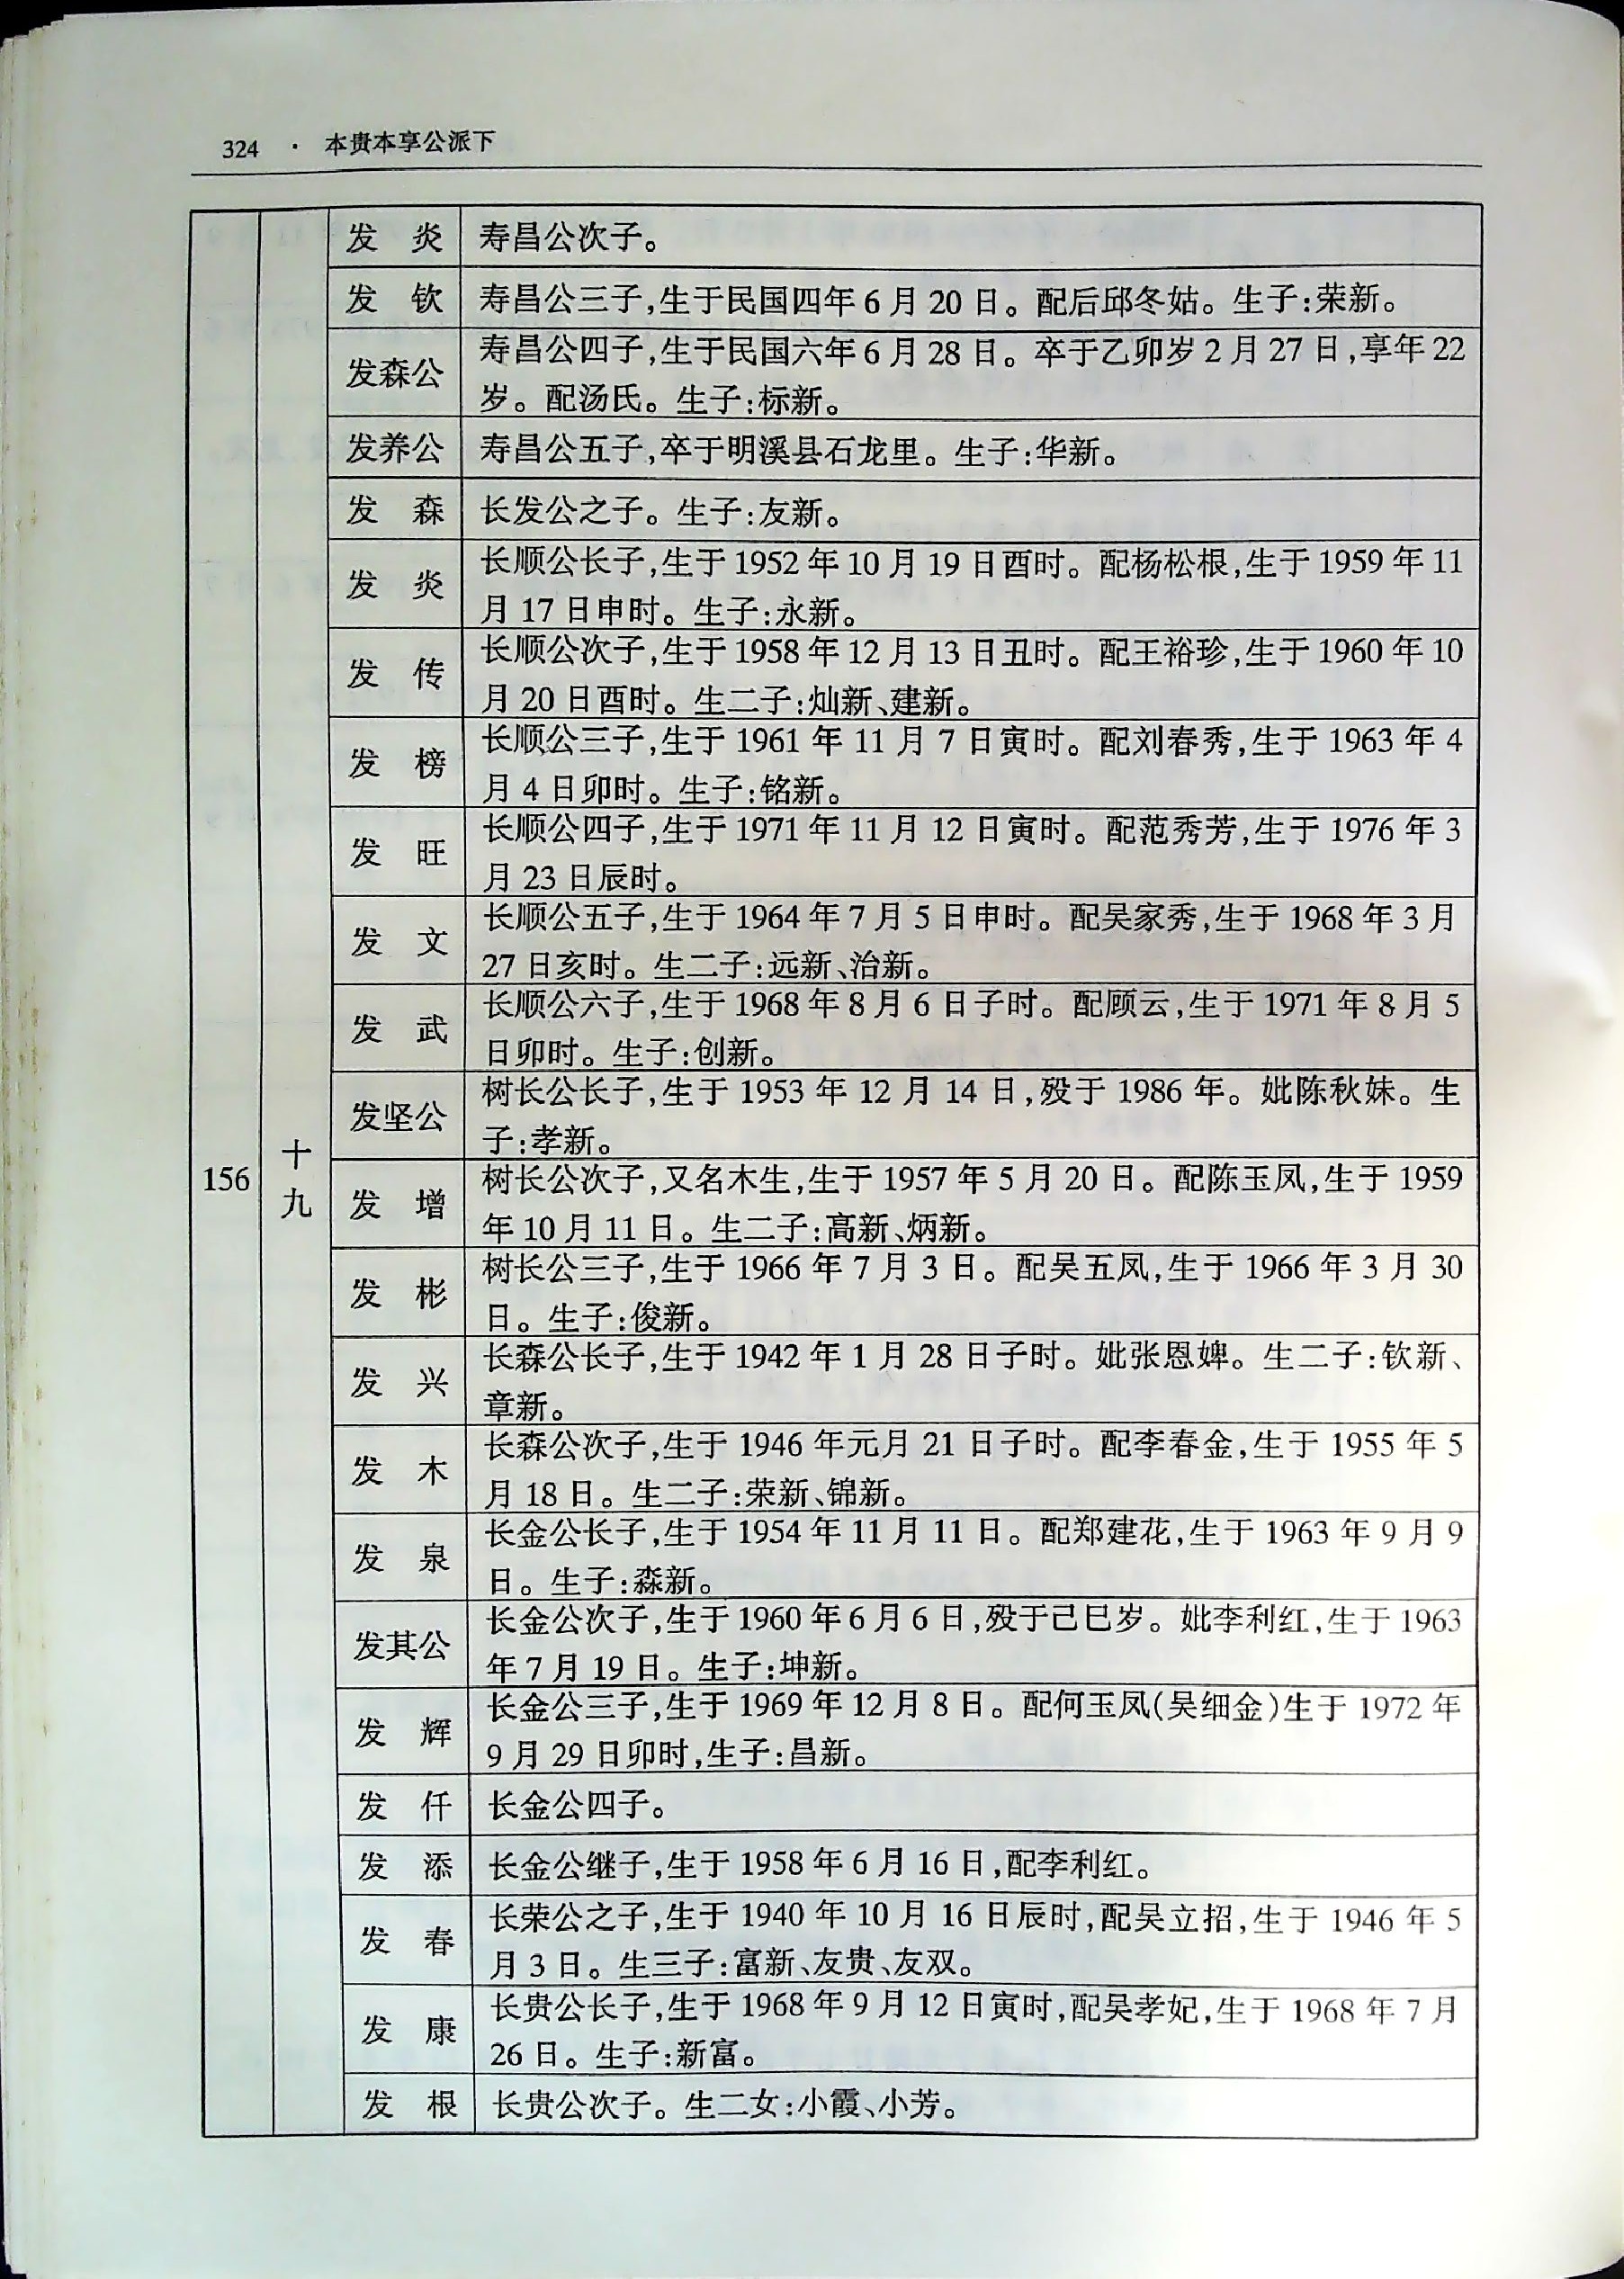 324 · 本贵本享公派下
156
十九
发炎
寿昌公次子。
发钦
寿昌公三子,生于民国四年6月20日。配后邱冬姑。生子:荣新。
发森公
寿昌公四子,生于民国六年6月28日。卒于乙卯岁2月27日,享年22
岁。配汤氏。生子:标新。
发养公
寿昌公五子,卒于明溪县石龙里。生子:华新。
发森
长发公之子。生子:友新。
发炎
长顺公长子,生于1952年10月19日酉时。配杨松根,生于1959年11
月17日申时。生子:永新。
发传
长顺公次子,生于1958年12月13日丑时。配王裕珍,生于1960年10
月20日酉时。生二子:灿新、建新。
发榜
长顺公三子,生于1961年11月7日寅时。配刘春秀,生于1963年4
月4日卯时。生子:铭新。
发旺
长顺公四子,生于1971年11月12日寅时。配范秀芳,生于1976年3
月23日辰时。
发文
长顺公五子,生于1964年7月5日申时。配吴家秀,生于1968年3月
27日亥时。生二子:远新、治新。
发武
长顺公六子,生于1968年8月6日子时。配顾云,生于1971年8月5
日卯时。生子:创新。
发坚公
树长公长子,生于1953年12月14日,殁于1986年。妣陈秋妹。生
子:孝新。
发增
树长公次子,又名木生,生于1957年5月20日。配陈玉凤,生于1959
年10月11日。生二子:高新、炳新。
发彬
树长公三子,生于1966年7月3日。配吴五凤,生于1966年3月30
日。生子:俊新。
发兴
长森公长子,生于1942年1月28日子时。妣张恩婢。生二子:钦新、
章新。
发木
长森公次子,生于1946年元月21日子时。配李春金,生于1955年5
月18日。生二子:荣新、锦新。
发泉
长金公长子,生于1954年11月11日。配郑建花,生于1963年9月9
日。生子:淼新。
发其公
长金公次子,生于1960年6月6日,殁于己巳岁。妣李利红,生于1963
年7月19日。生子:坤新。
发辉
长金公三子,生于1969年12月8日。配何玉凤(吴细金)生于1972年
9月29日卯时,生子:昌新。
发仟
长金公四子。
发添
长金公继子,生于1958年6月16日,配李利红。
发春
长荣公之子,生于1940年10月16日辰时,配吴立招,生于1946年5
月3日。生三子:富新、友贵、友双。
发康
长贵公长子,生于1968年9月12日寅时,配吴孝妃,生于1968年7月
26日。生子:新富。
发根
长贵公次子。生二女:小霞、小芳。